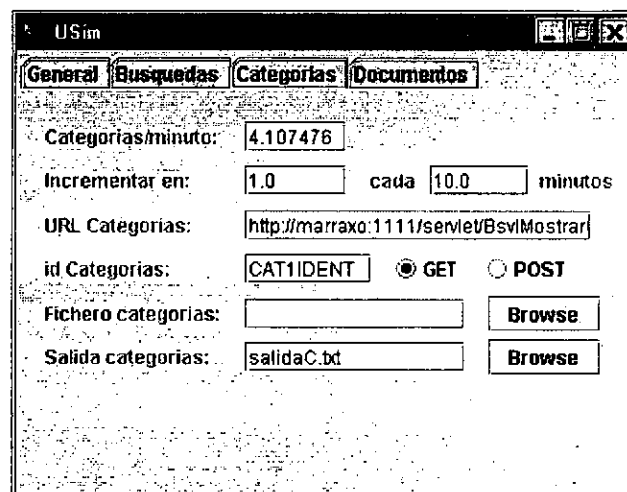 USim
General Busquedas Categorías Documentos
Categorias/minuto: 4.107476
Incrementar en: 1.0 cada 10.0 minutos
URL Categorias: http://marraxo:1111/servlet/BsvlMostrar
id Categorias: CAT1IDENT GET POST
Fichero categorias: Browse
Salida categorias: salidaC.txt Browse